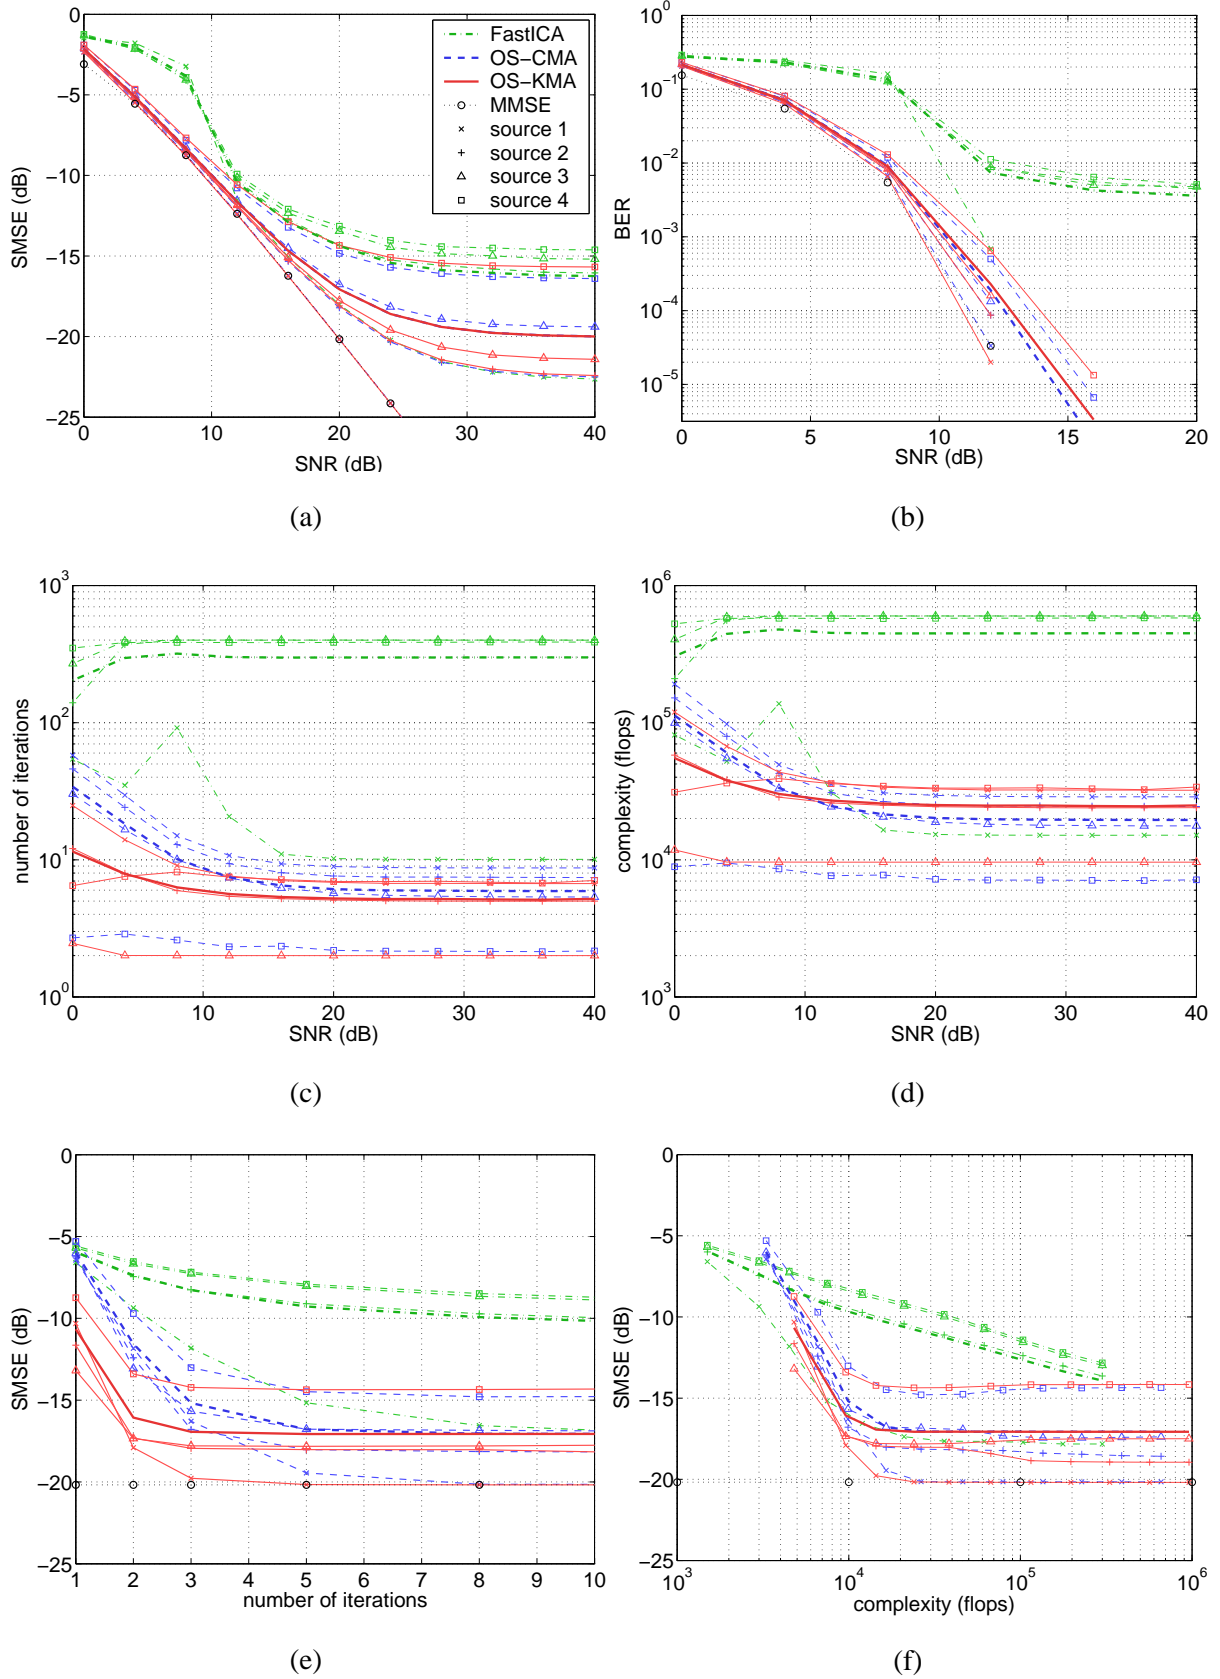 0
−5
−10
−15
−20
−25
SMSE (dB)
0 10 20 30 40
SNR (dB)
FastICA
OS−CMA
OS−KMA
MMSE
source 1
source 2
source 3
source 4
(a)
10^0
10^−1
10^−2
10^−3
10^−4
10^−5
BER
0 5 10 15 20
SNR (dB)
(b)
10^3
10^2
10^1
10^0
number of iterations
0 10 20 30 40
SNR (dB)
(c)
10^6
10^5
10^4
10^3
complexity (flops)
0 10 20 30 40
SNR (dB)
(d)
0
−5
−10
−15
−20
−25
SMSE (dB)
1 2 3 4 5 6 7 8 9 10
number of iterations
(e)
0
−5
−10
−15
−20
−25
SMSE (dB)
10^3 10^4 10^5 10^6
complexity (flops)
(f)